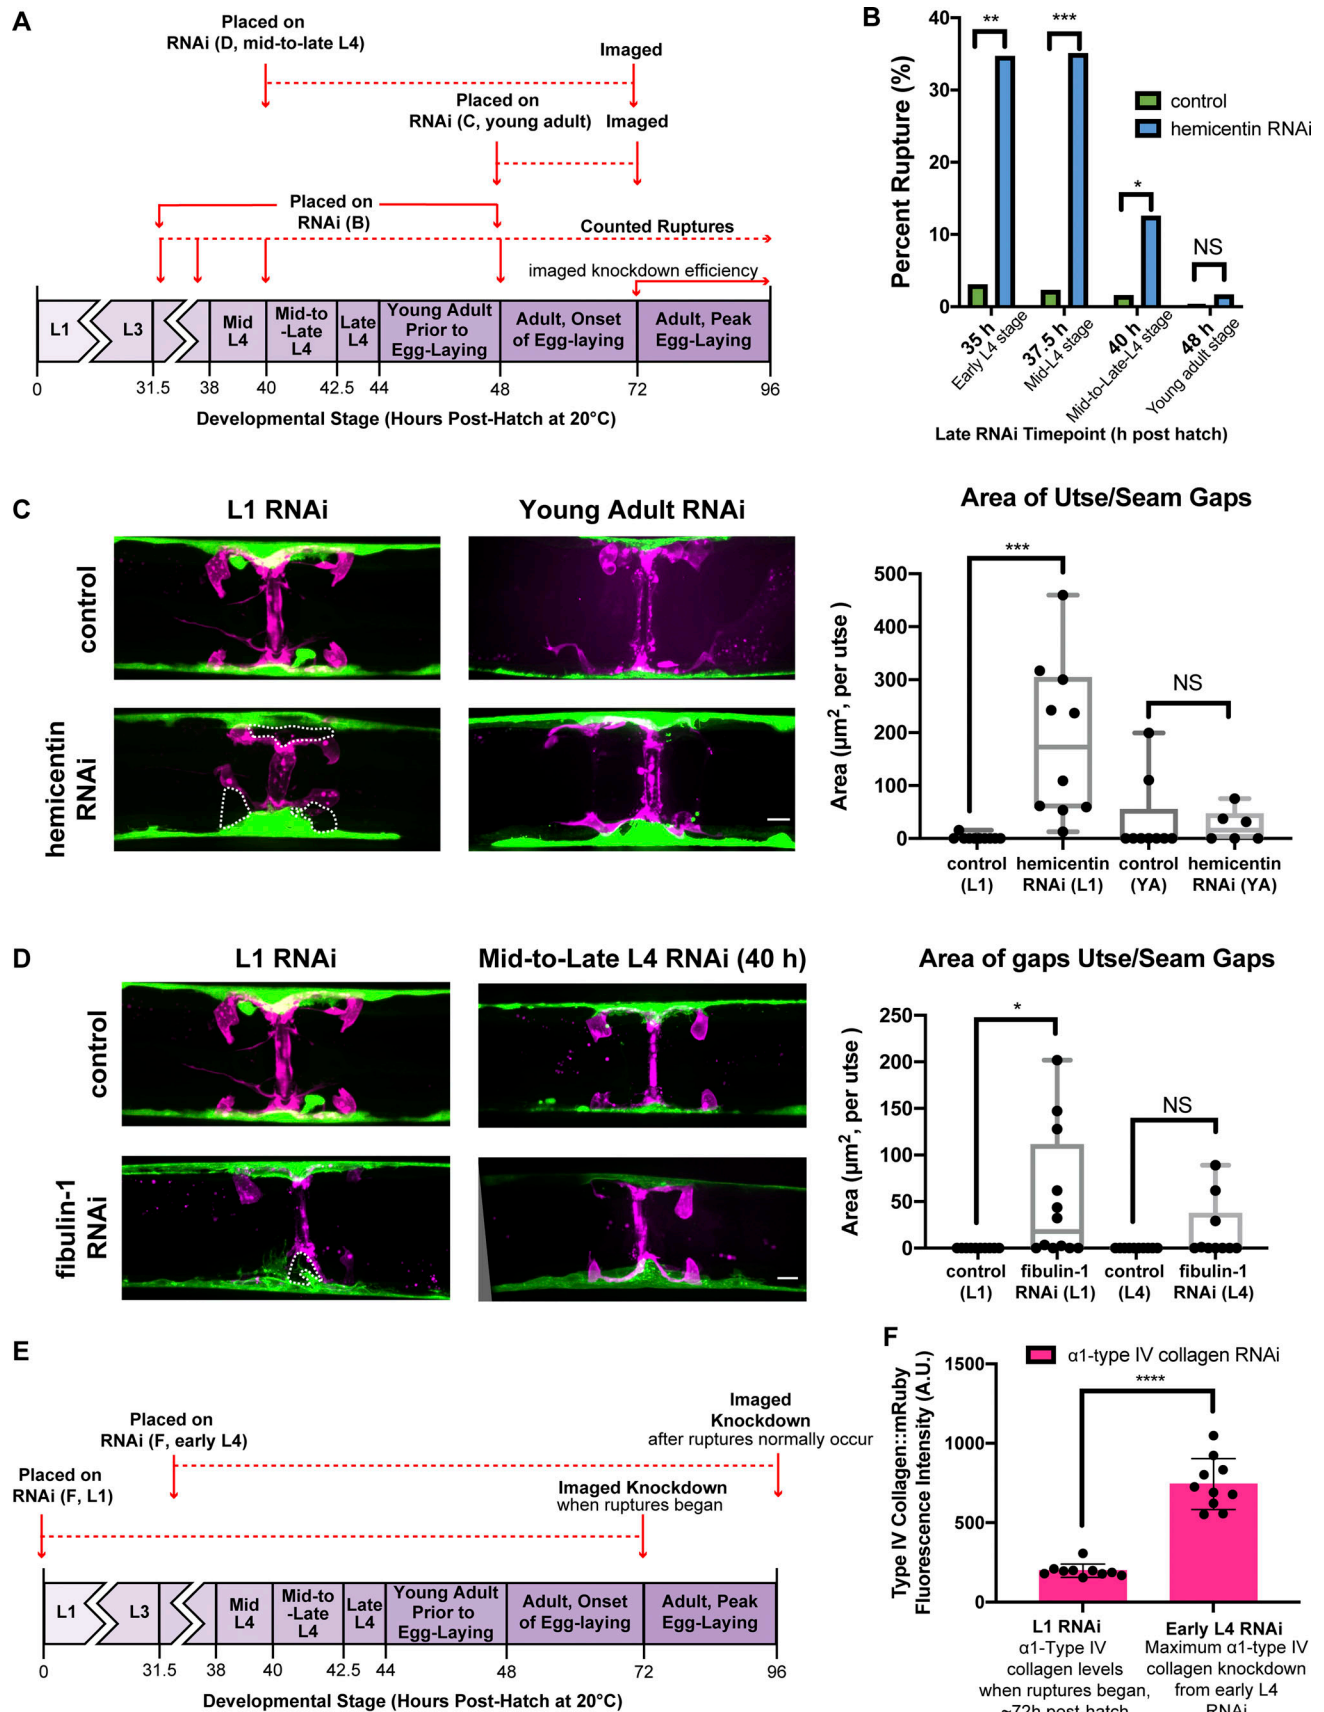 A
Placed on
RNAi (D, mid-to-late L4)
Imaged
Placed on
RNAi (C, young adult)
Imaged
Placed on
RNAi (B)
Counted Ruptures
imaged knockdown efficiency
L1
L3
Mid
L4
Mid-to
-Late
L4
Late
L4
Young Adult
Prior to
Egg-Laying
Adult, Onset
of Egg-laying
Adult, Peak
Egg-Laying
0
31.5
38
40
42.5
44
48
72
96
Developmental Stage (Hours Post-Hatch at 20°C)
B
Percent Rupture (%)
40
30
20
10
0
**
***
*
NS
control
hemicentin RNAi
35 h
Early L4 stage
37.5 h
Mid-L4 stage
40 h
Mid-to-Late-L4 stage
48 h
Young adult stage
Late RNAi Timepoint (h post hatch)
C
L1 RNAi
Young Adult RNAi
control
hemicentin
RNAi
Area of Utse/Seam Gaps
Area (µm², per utse )
500
400
300
200
100
0
***
NS
control
(L1)
hemicentin
RNAi (L1)
control
(YA)
hemicentin
RNAi (YA)
D
L1 RNAi
Mid-to-Late L4 RNAi (40 h)
control
fibulin-1
RNAi
Area of gaps Utse/Seam Gaps
Area (µm², per utse )
250
200
150
100
50
0
*
NS
control
(L1)
fibulin-1
RNAi (L1)
control
(L4)
fibulin-1
RNAi (L4)
E
Placed on
RNAi (F, L1)
Placed on
RNAi (F, early L4)
Imaged
Knockdown
after ruptures normally occur
Imaged Knockdown
when ruptures began
L1
L3
Mid
L4
Mid-to
-Late
L4
Late
L4
Young Adult
Prior to
Egg-Laying
Adult, Onset
of Egg-laying
Adult, Peak
Egg-Laying
0
31.5
38
40
42.5
44
48
72
96
Developmental Stage (Hours Post-Hatch at 20°C)
F
α1-type IV collagen RNAi
Type IV Collagen::mRuby
Fluorescence Intensity (A.U.)
1500
1000
500
0
****
L1 RNAi
α1-Type IV
collagen levels
when ruptures began,
~72h post-hatch
Early L4 RNAi
Maximum α1-type IV
collagen knockdown
from early L4
RNAi